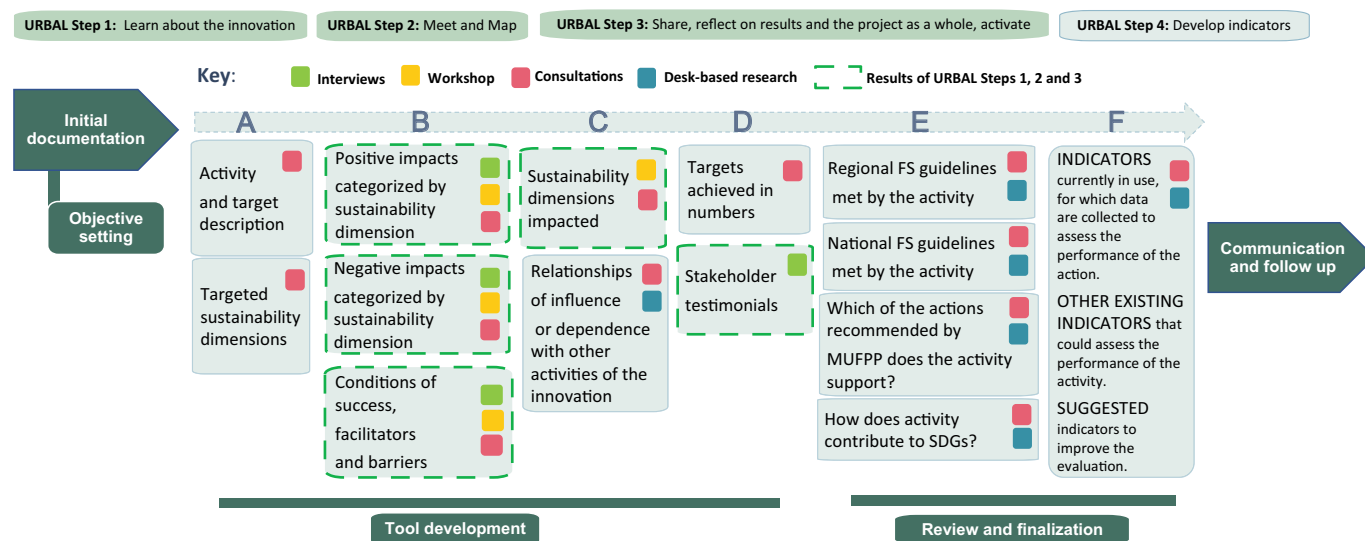 URBAL Step 1: Learn about the innovation
URBAL Step 2: Meet and Map
URBAL Step 3: Share, reflect on results and the project as a whole, activate
URBAL Step 4: Develop indicators
Key:
Interviews
Workshop
Consultations
Desk-based research
Results of URBAL Steps 1, 2 and 3
Initial
documentation
Objective
setting
A
B
C
D
E
F
Activity
and target
description
Targeted
sustainability
dimensions
Positive impacts
categorized by
sustainability
dimension
Negative impacts
categorized by
sustainability
dimension
Conditions of
success,
facilitators
and barriers
Sustainability
dimensions
impacted
Relationships
of influence
or dependence
with other
activities of the
innovation
Targets
achieved in
numbers
Stakeholder
testimonials
Regional FS guidelines
met by the activity
National FS guidelines
met by the activity
Which of the actions
recommended by
MUFPP does the activity
support?
How does activity
contribute to SDGs?
INDICATORS
currently in use,
for which data
are collected to
assess the
performance of the
action.
OTHER EXISTING
INDICATORS that
could assess the
performance of the
activity.
SUGGESTED
indicators to
improve the
evaluation.
Communication
and follow up
Tool development
Review and finalization